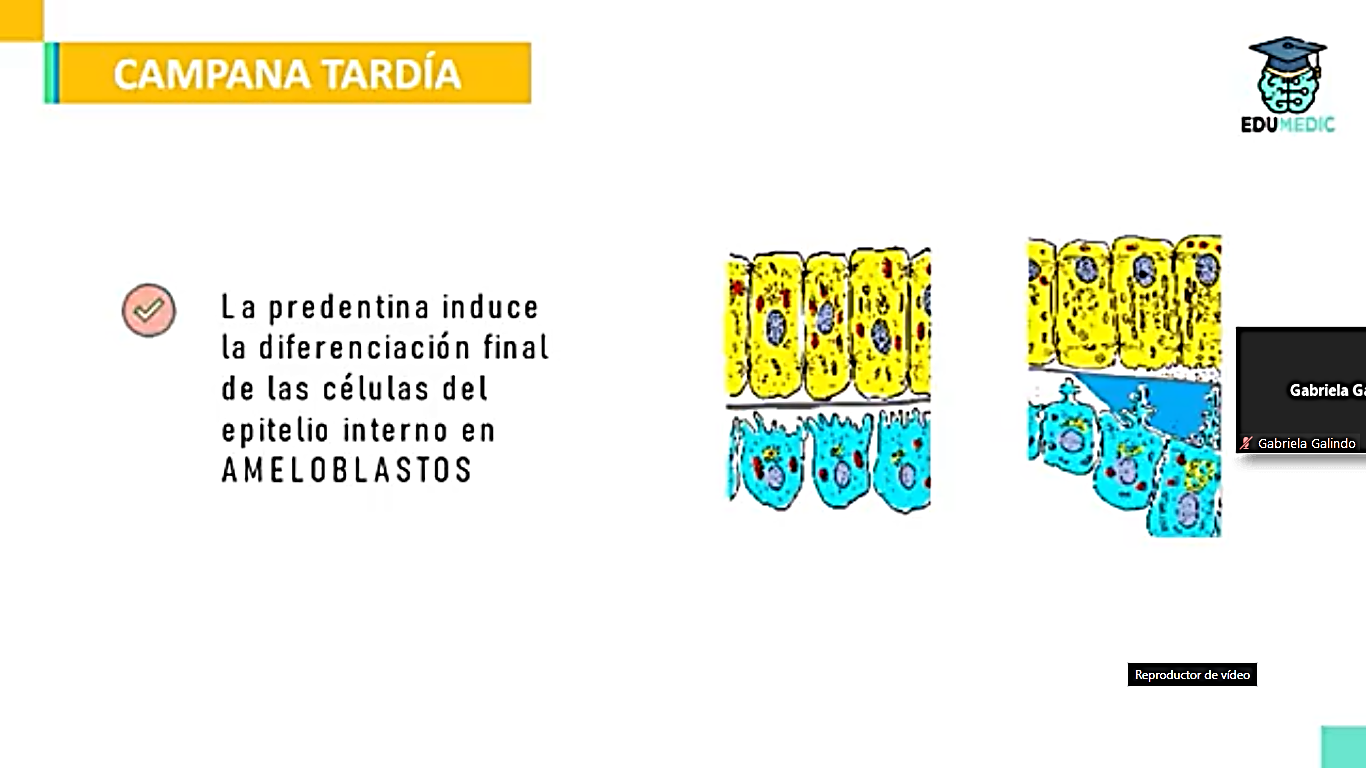 CAMPANA TARDÍA
EDUMEDIC
La predentina induce
la diferenciación final
de las células del
epitelio interno en
AMELOBLASTOS
Gabriela Ga
Gabriela Galindo
Reproductor de vídeo